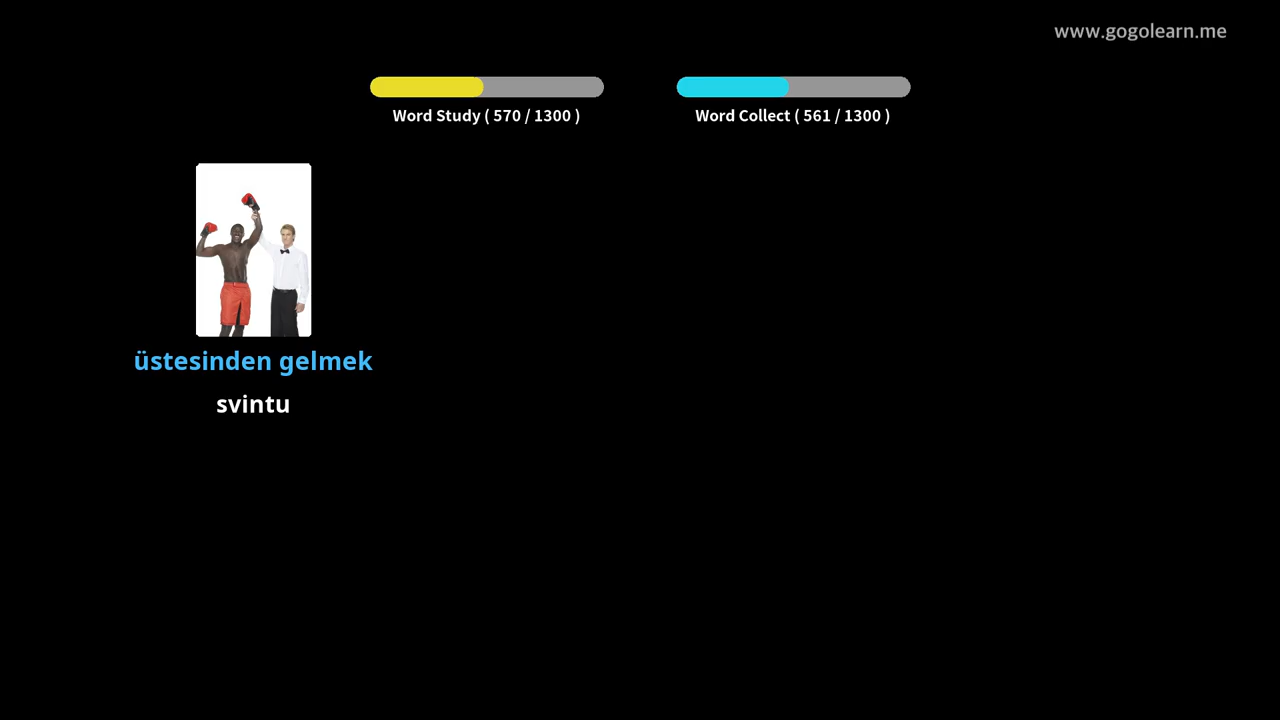 www.gogolearn.me
Word Study ( 570 / 1300 )
Word Collect ( 561 / 1300 )
üstesinden gelmek
svintu